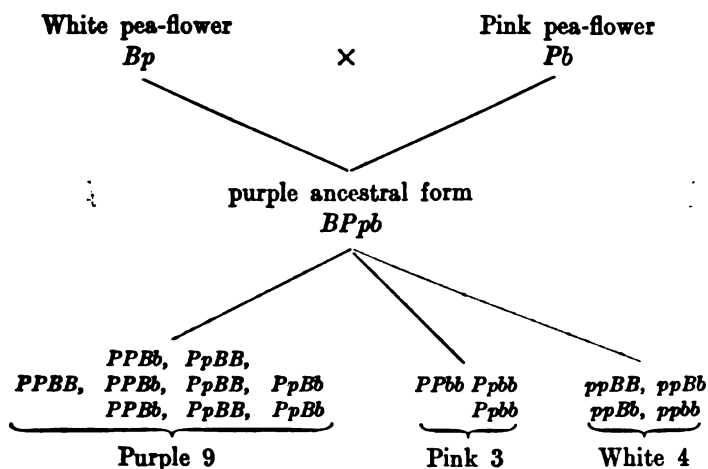 White pea-flower Pink pea-flower
Bp × Pb
purple ancestral form
BPpb
PPBb, PpBB,
PPBB, PPBb, PpBB, PpBb
PPBb, PpBB, PpBb
PPbb Ppbb
Ppbb
ppBB, ppBb
ppBb, ppbb
Purple 9 Pink 3 White 4